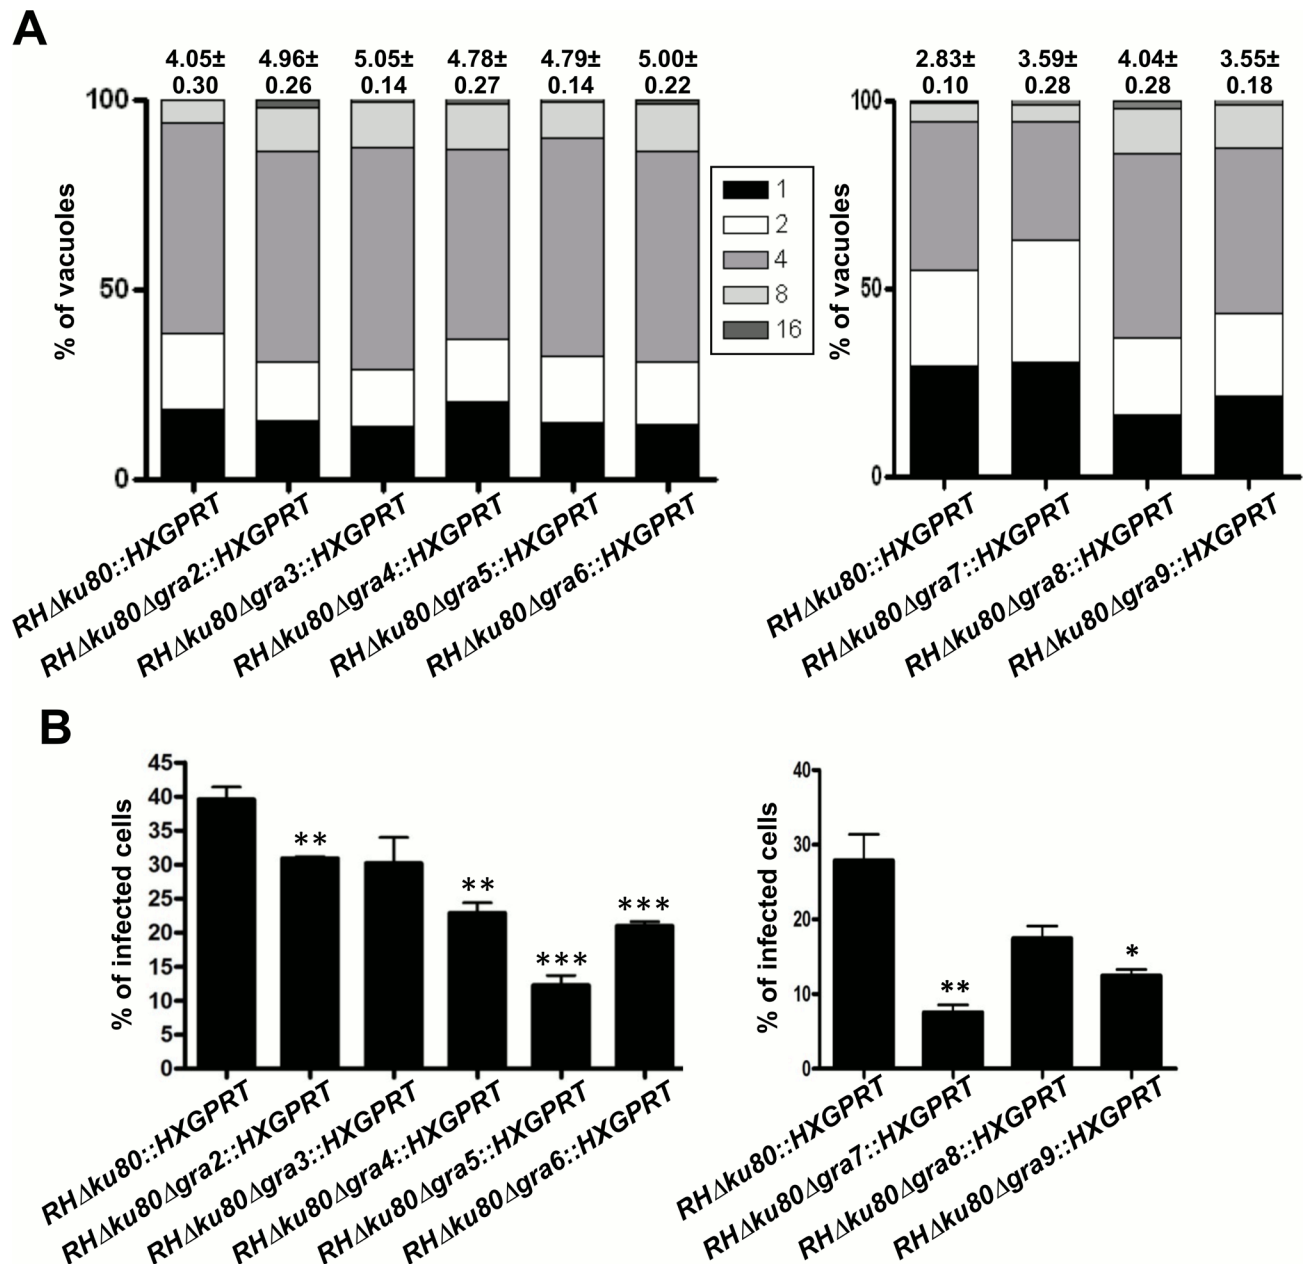 A
4.05± 4.96± 5.05± 4.78± 4.79± 5.00±
0.30 0.26 0.14 0.27 0.14 0.22
2.83± 3.59± 4.04± 3.55±
0.10 0.28 0.28 0.18
% of vacuoles
100
50
0
1
2
4
8
16
% of vacuoles
100
50
0
RHΔku80::HXGPRT
RHΔku80Δgra2::HXGPRT
RHΔku80Δgra3::HXGPRT
RHΔku80Δgra4::HXGPRT
RHΔku80Δgra5::HXGPRT
RHΔku80Δgra6::HXGPRT
RHΔku80::HXGPRT
RHΔku80Δgra7::HXGPRT
RHΔku80Δgra8::HXGPRT
RHΔku80Δgra9::HXGPRT
B
% of infected cells
45
40
35
30
25
20
15
10
5
0
**
**
***
***
RHΔku80::HXGPRT
RHΔku80Δgra2::HXGPRT
RHΔku80Δgra3::HXGPRT
RHΔku80Δgra4::HXGPRT
RHΔku80Δgra5::HXGPRT
RHΔku80Δgra6::HXGPRT
% of infected cells
40
30
20
10
0
**
*
RHΔku80::HXGPRT
RHΔku80Δgra7::HXGPRT
RHΔku80Δgra8::HXGPRT
RHΔku80Δgra9::HXGPRT